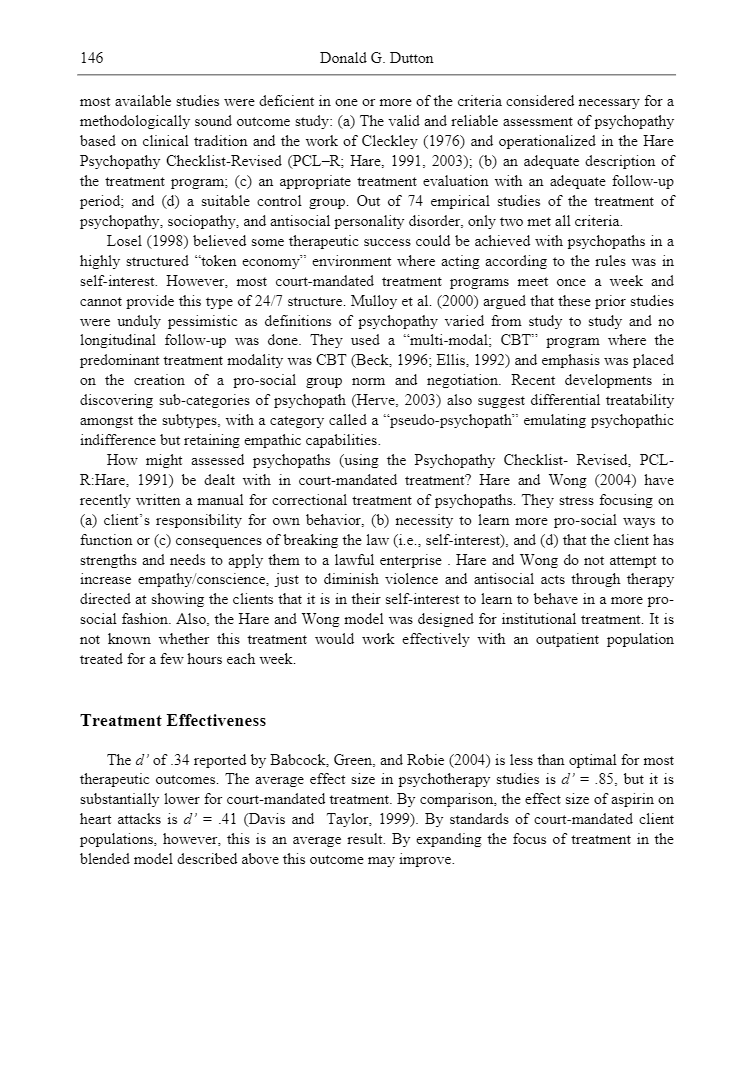 146 Donald G. Dutton
most available studies were deficient in one or more of the criteria considered necessary for a
methodologically sound outcome study: (a) The valid and reliable assessment of psychopathy
based on clinical tradition and the work of Cleckley (1976) and operationalized in the Hare
Psychopathy Checklist-Revised (PCL–R; Hare, 1991, 2003); (b) an adequate description of
the treatment program; (c) an appropriate treatment evaluation with an adequate follow-up
period; and (d) a suitable control group. Out of 74 empirical studies of the treatment of
psychopathy, sociopathy, and antisocial personality disorder, only two met all criteria.
Losel (1998) believed some therapeutic success could be achieved with psychopaths in a
highly structured “token economy” environment where acting according to the rules was in
self-interest. However, most court-mandated treatment programs meet once a week and
cannot provide this type of 24/7 structure. Mulloy et al. (2000) argued that these prior studies
were unduly pessimistic as definitions of psychopathy varied from study to study and no
longitudinal follow-up was done. They used a “multi-modal; CBT” program where the
predominant treatment modality was CBT (Beck, 1996; Ellis, 1992) and emphasis was placed
on the creation of a pro-social group norm and negotiation. Recent developments in
discovering sub-categories of psychopath (Herve, 2003) also suggest differential treatability
amongst the subtypes, with a category called a “pseudo-psychopath” emulating psychopathic
indifference but retaining empathic capabilities.
How might assessed psychopaths (using the Psychopathy Checklist- Revised, PCL-
R:Hare, 1991) be dealt with in court-mandated treatment? Hare and Wong (2004) have
recently written a manual for correctional treatment of psychopaths. They stress focusing on
(a) client’s responsibility for own behavior, (b) necessity to learn more pro-social ways to
function or (c) consequences of breaking the law (i.e., self-interest), and (d) that the client has
strengths and needs to apply them to a lawful enterprise . Hare and Wong do not attempt to
increase empathy/conscience, just to diminish violence and antisocial acts through therapy
directed at showing the clients that it is in their self-interest to learn to behave in a more pro-
social fashion. Also, the Hare and Wong model was designed for institutional treatment. It is
not known whether this treatment would work effectively with an outpatient population
treated for a few hours each week.
Treatment Effectiveness
The d’ of .34 reported by Babcock, Green, and Robie (2004) is less than optimal for most
therapeutic outcomes. The average effect size in psychotherapy studies is d’ = .85, but it is
substantially lower for court-mandated treatment. By comparison, the effect size of aspirin on
heart attacks is d’ = .41 (Davis and Taylor, 1999). By standards of court-mandated client
populations, however, this is an average result. By expanding the focus of treatment in the
blended model described above this outcome may improve.